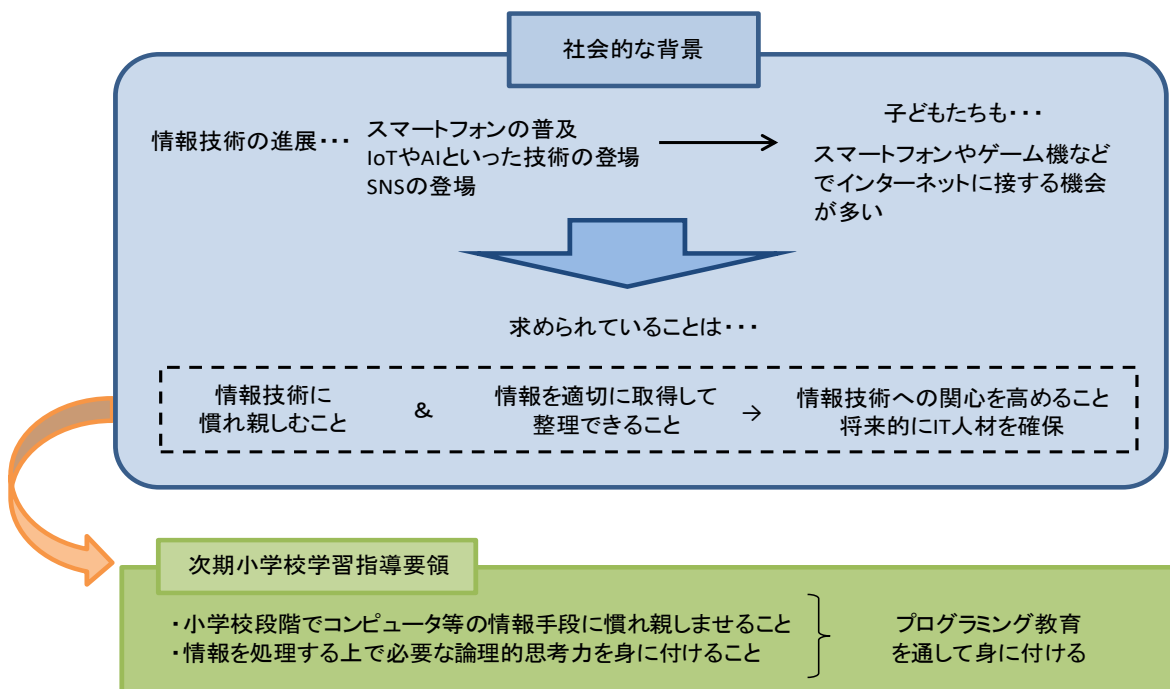 社会的な背景
情報技術の進展・・・
スマートフォンの普及
IoTやAIといった技術の登場
SNSの登場
子どもたちも・・・
スマートフォンやゲーム機など
でインターネットに接する機会
が多い
求められていることは・・・
情報技術に
慣れ親しむこと
&
情報を適切に取得して
整理できること
→
情報技術への関心を高めること
将来的にIT人材を確保
次期小学校学習指導要領
・小学校段階でコンピュータ等の情報手段に慣れ親しませること
・情報を処理する上で必要な論理的思考力を身に付けること
プログラミング教育
を通して身に付ける